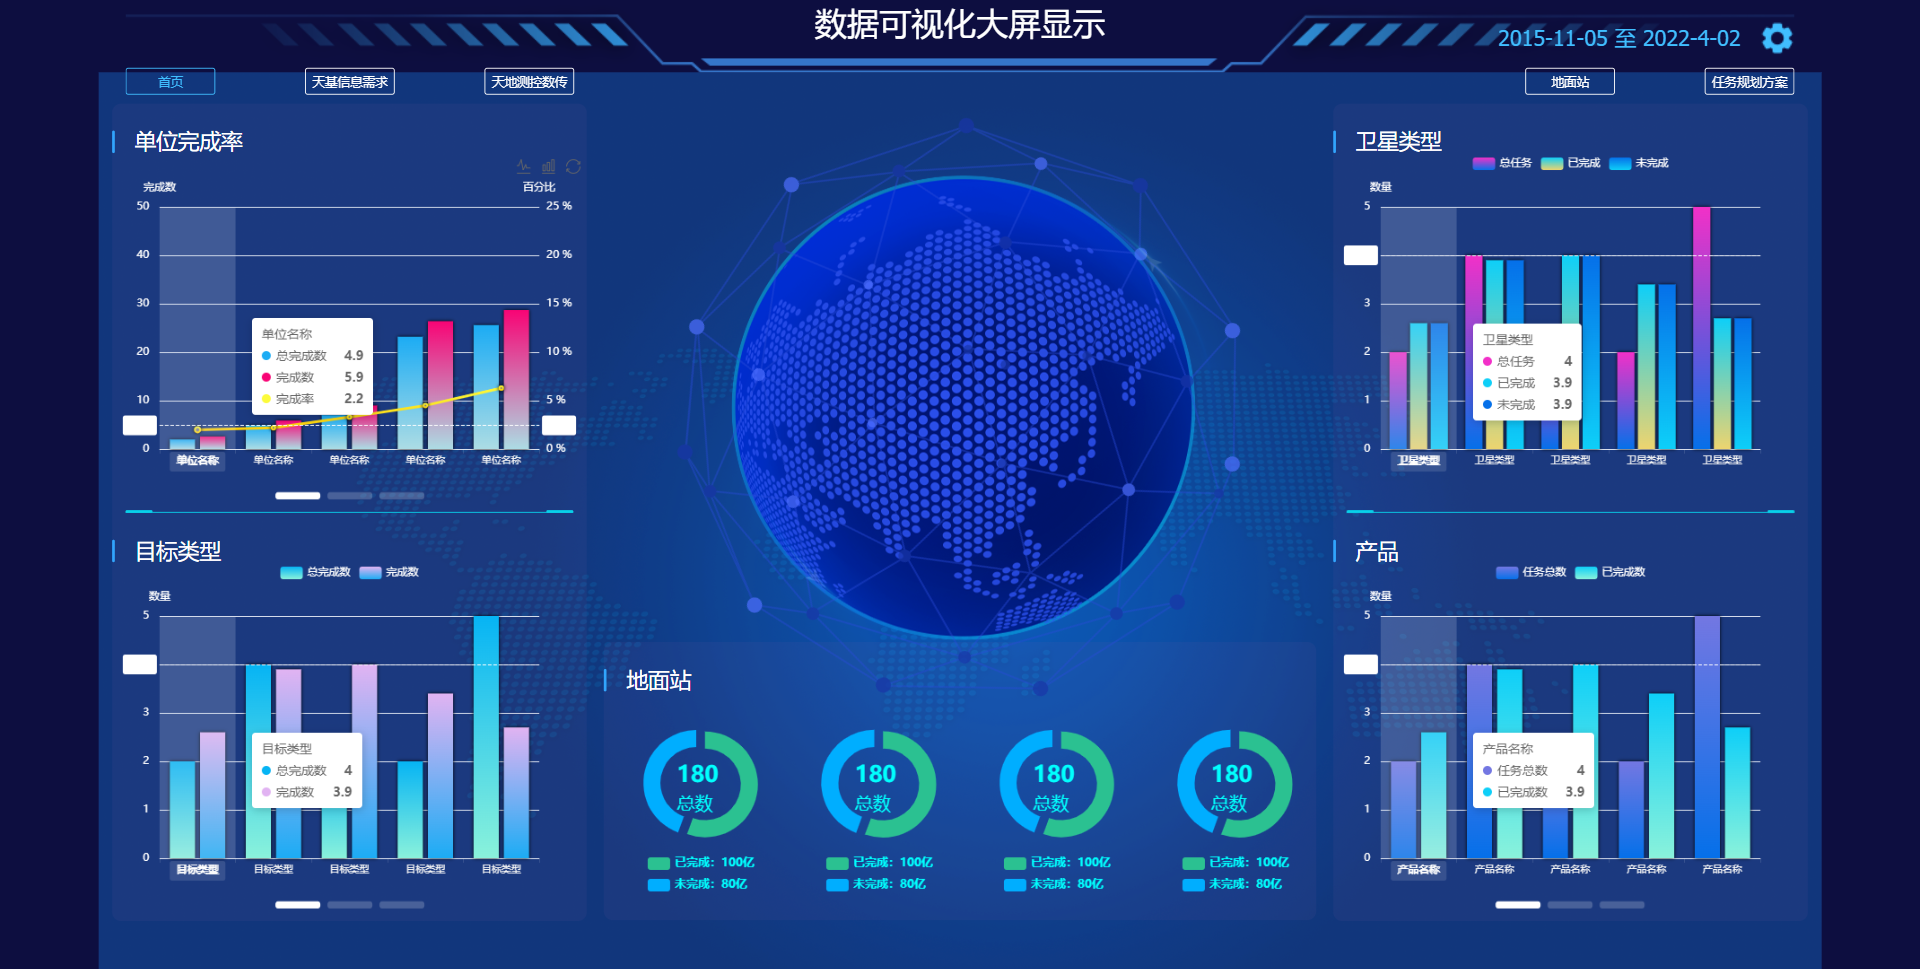 数据可视化大屏显示
2015-11-05 至 2022-4-02
首页
天基信息需求
天地测控数传
地面站
任务规划方案
单位完成率
完成数
百分比
50
40
30
20
10
0
25 %
20 %
15 %
10 %
5 %
0 %
单位名称
总完成数 4.9
完成数 5.9
完成率 2.2
单位名称 单位名称 单位名称 单位名称 单位名称
目标类型
总完成数 完成数
数量
5
3
2
1
0
目标类型
总完成数 4
完成数 3.9
目标类型 目标类型 目标类型 目标类型 目标类型
地面站
180
总数
已完成：100亿
未完成：80亿
180
总数
已完成：100亿
未完成：80亿
180
总数
已完成：100亿
未完成：80亿
180
总数
已完成：100亿
未完成：80亿
卫星类型
总任务 已完成 未完成
数量
5
3
2
1
0
卫星类型
总任务 4
已完成 3.9
未完成 3.9
卫星类型 卫星类型 卫星类型 卫星类型 卫星类型
产品
任务总数 已完成数
数量
5
3
2
1
0
产品名称
任务总数 4
已完成数 3.9
产品名称 产品名称 产品名称 产品名称 产品名称